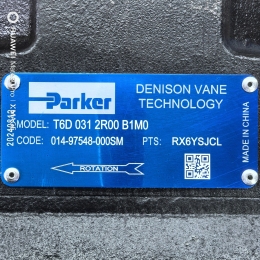 Parker
DENISON VANE
TECHNOLOGY
MODEL: T6D 031 2R00 B1M0
CODE: 014-97548-000SM
PTS: RX6YSJCL
ROTATION
MADE IN CHINA